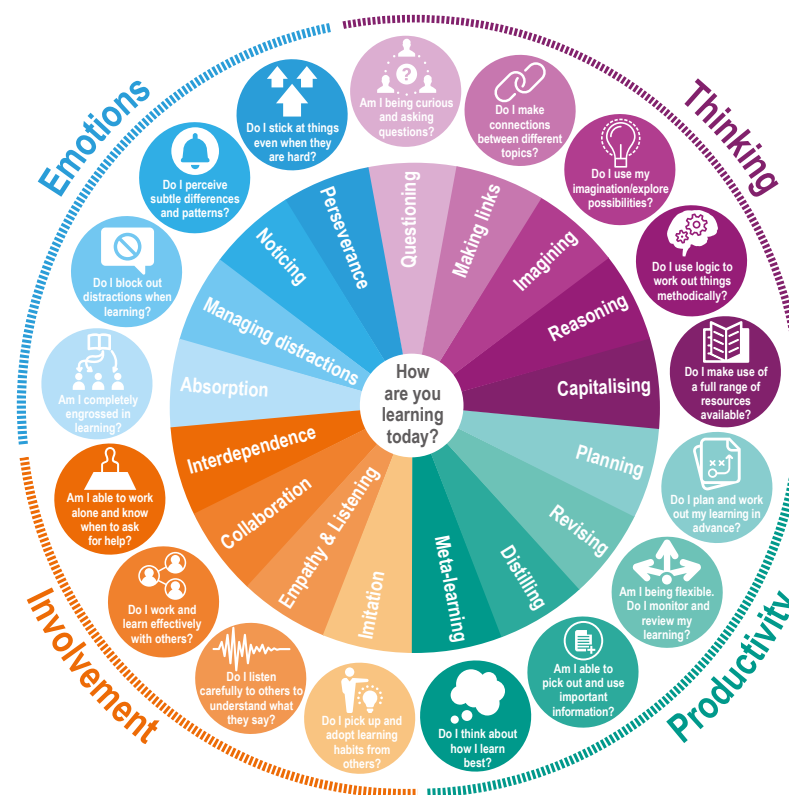 Emotions
Thinking
Productivity
Involvement
How
are you
learning
today?
Questioning
Making links
Imagining
Reasoning
Capitalising
Planning
Revising
Distilling
Meta-learning
Imitation
Empathy & Listening
Collaboration
Interdependence
Absorption
Managing distractions
Noticing
Perseverance
?
Am I being curious
and asking
questions?
Do I make
connections
between different
topics?
Do I use my
imagination/explore
possibilities?
Do I use logic to
work out things
methodically?
Do I make use of
a full range of
resources
available?
Do I plan and work
out my learning in
advance?
Am I being flexible.
Do I monitor and
review my
learning?
Am I able to
pick out and use
important
information?
Do I think about
how I learn
best?
Do I pick up and
adopt learning
habits from
others?
Do I listen
carefully to others to
understand what
they say?
Do I work and
learn effectively
with others?
Am I able to work
alone and know
when to ask
for help?
Am I completely
engrossed in
learning?
Do I block out
distractions when
learning?
Do I perceive
subtle differences
and patterns?
Do I stick at things
even when they
are hard?